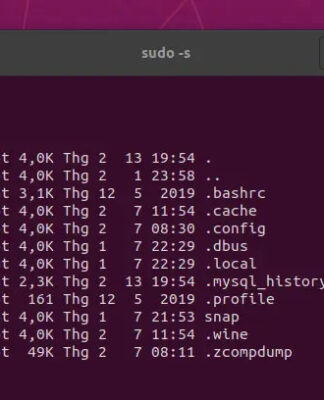 sudo -s
t 4,0K Thg 2  13 19:54 .
t 4,0K Thg 2   1 23:58 ..
t 3,1K Thg 12  5  2019 .bashrc
t 4,0K Thg 2   7 11:54 .cache
t 4,0K Thg 2   7 08:30 .config
t 4,0K Thg 1   7 22:29 .dbus
t 4,0K Thg 1   7 22:29 .local
t 2,3K Thg 2  13 19:54 .mysql_history
t  161 Thg 12  5  2019 .profile
t 4,0K Thg 1   7 21:53 snap
t 4,0K Thg 2   7 11:54 .wine
t  49K Thg 2   7 08:11 .zcompdump